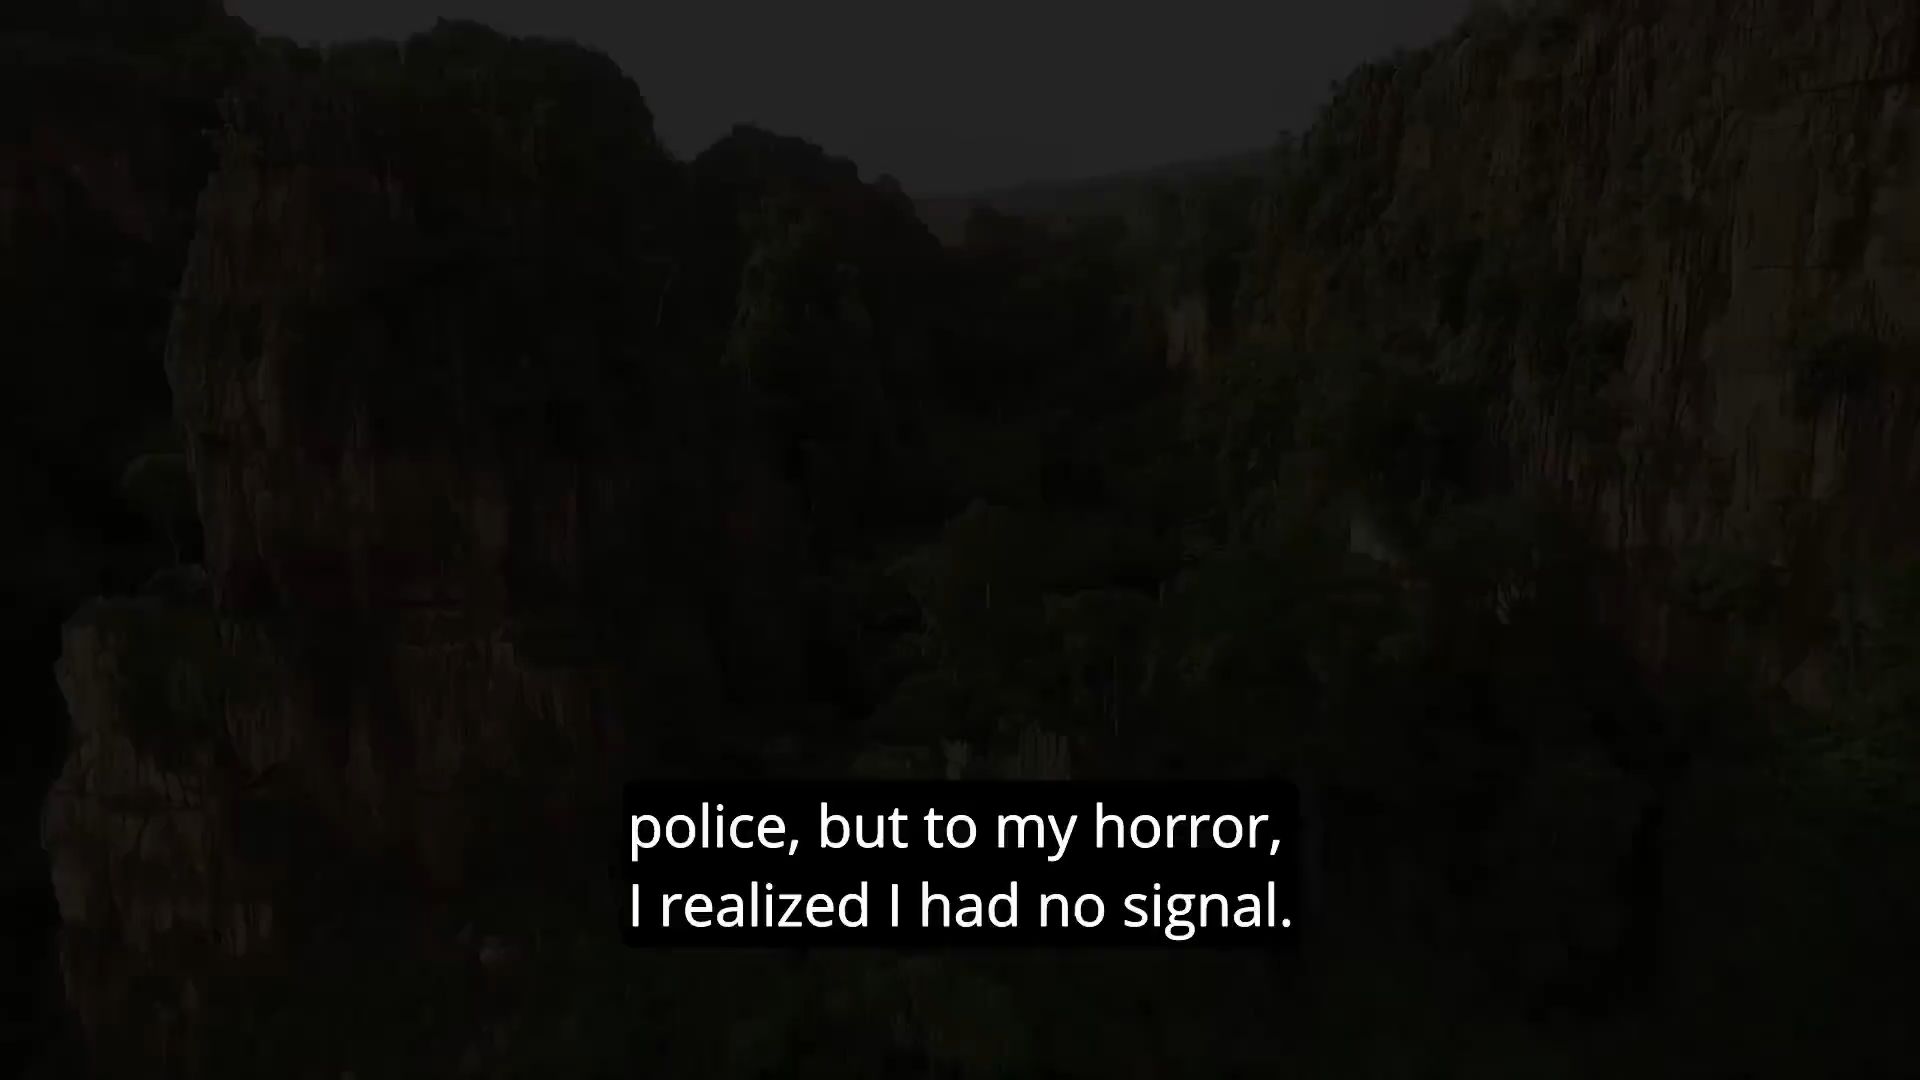 police, but to my horror,
I realized I had no signal.